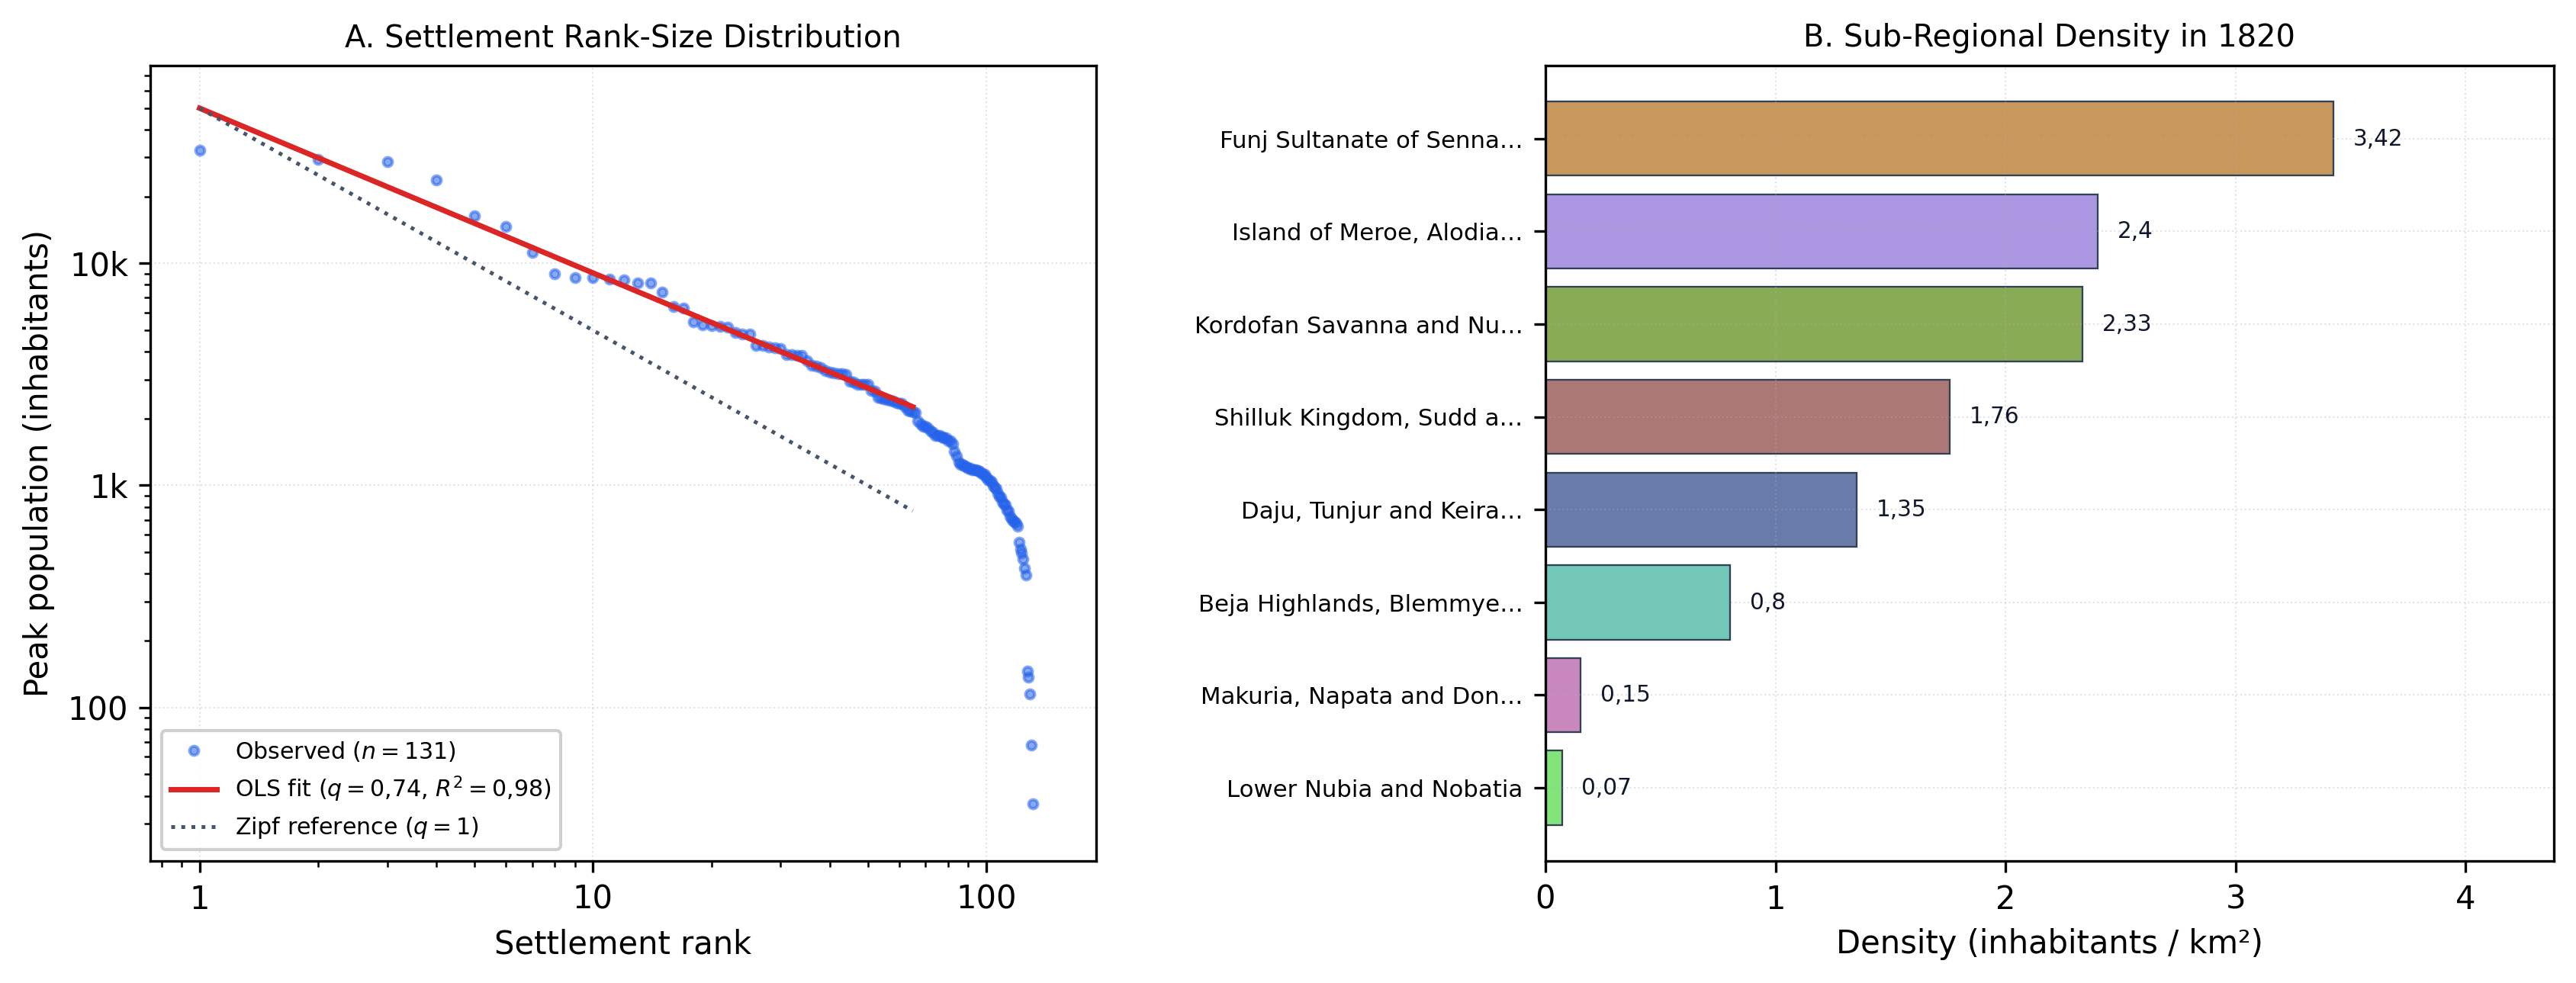 A. Settlement Rank-Size Distribution
Peak population (inhabitants)
10k
1k
100
Observed (n = 131)
OLS fit (q = 0,74, R² = 0,98)
Zipf reference (q = 1)
1
10
100
Settlement rank
B. Sub-Regional Density in 1820
Funj Sultanate of Senna...
3,42
Island of Meroe, Alodia...
2,4
Kordofan Savanna and Nu...
2,33
Shilluk Kingdom, Sudd a...
1,76
Daju, Tunjur and Keira...
1,35
Beja Highlands, Blemmye...
0,8
Makuria, Napata and Don...
0,15
Lower Nubia and Nobatia
0,07
0
1
2
3
4
Density (inhabitants / km²)